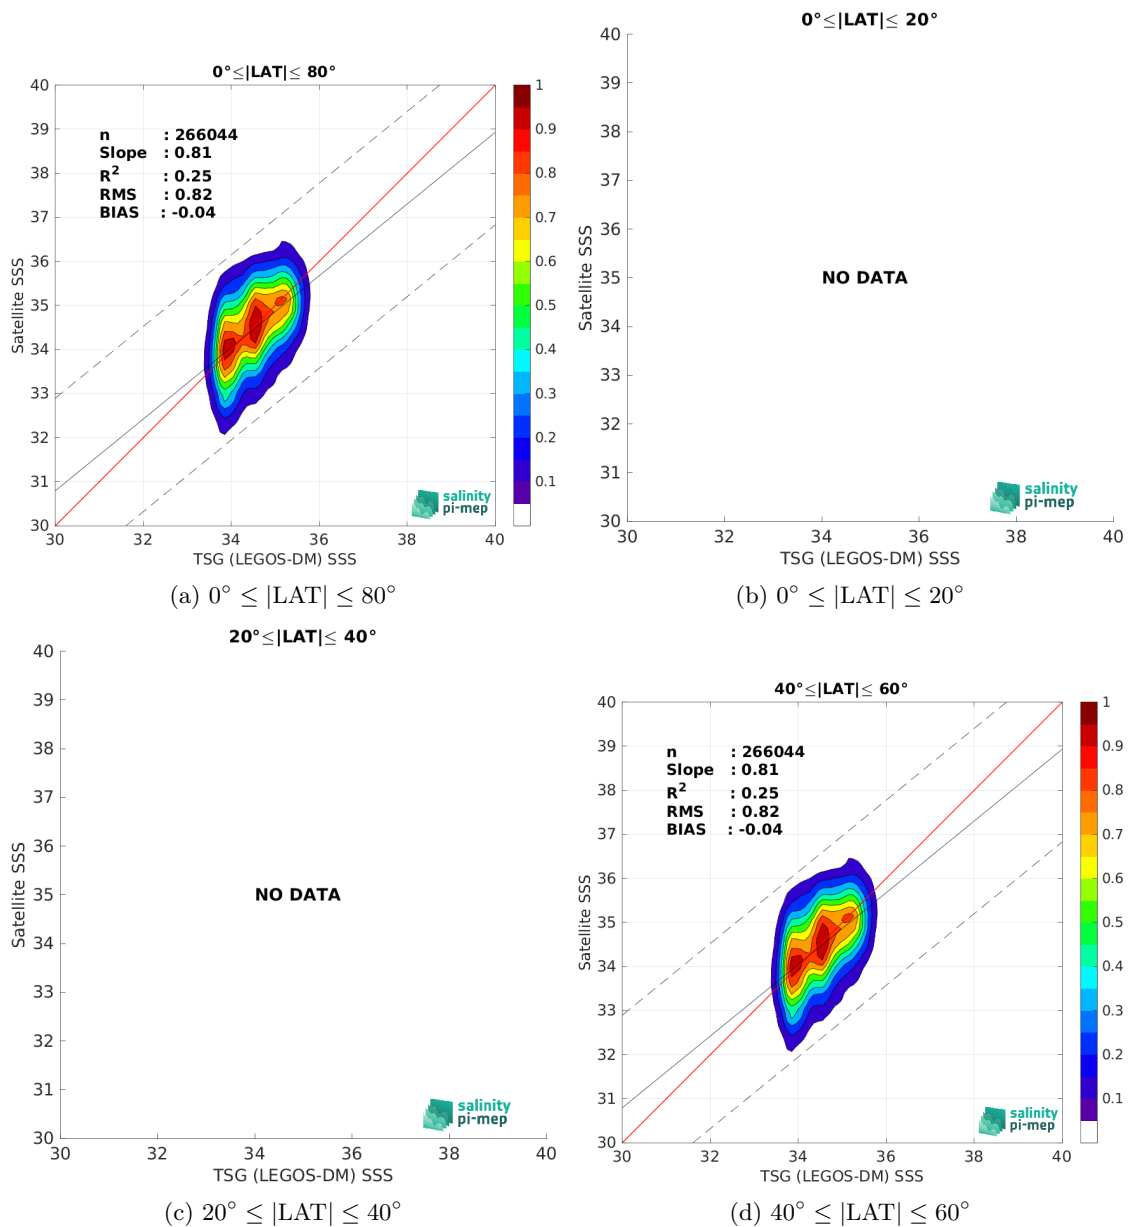 0°≤|LAT|≤ 80°
40
39
38
37
36
35
34
33
32
31
30
Satellite SSS
n : 266044
Slope : 0.81
R² : 0.25
RMS : 0.82
BIAS : -0.04
salinity
pi-mep
30 32 34 36 38 40
TSG (LEGOS-DM) SSS
1
0.9
0.8
0.7
0.6
0.5
0.4
0.3
0.2
0.1
(a) 0° ≤ |LAT| ≤ 80°
0°≤|LAT|≤ 20°
40
39
38
37
36
35
34
33
32
31
30
Satellite SSS
NO DATA
salinity
pi-mep
30 32 34 36 38 40
TSG (LEGOS-DM) SSS
(b) 0° ≤ |LAT| ≤ 20°
20°≤|LAT|≤ 40°
40
39
38
37
36
35
34
33
32
31
30
Satellite SSS
NO DATA
salinity
pi-mep
30 32 34 36 38 40
TSG (LEGOS-DM) SSS
(c) 20° ≤ |LAT| ≤ 40°
40°≤|LAT|≤ 60°
40
39
38
37
36
35
34
33
32
31
30
Satellite SSS
n : 266044
Slope : 0.81
R² : 0.25
RMS : 0.82
BIAS : -0.04
salinity
pi-mep
30 32 34 36 38 40
TSG (LEGOS-DM) SSS
1
0.9
0.8
0.7
0.6
0.5
0.4
0.3
0.2
0.1
(d) 40° ≤ |LAT| ≤ 60°